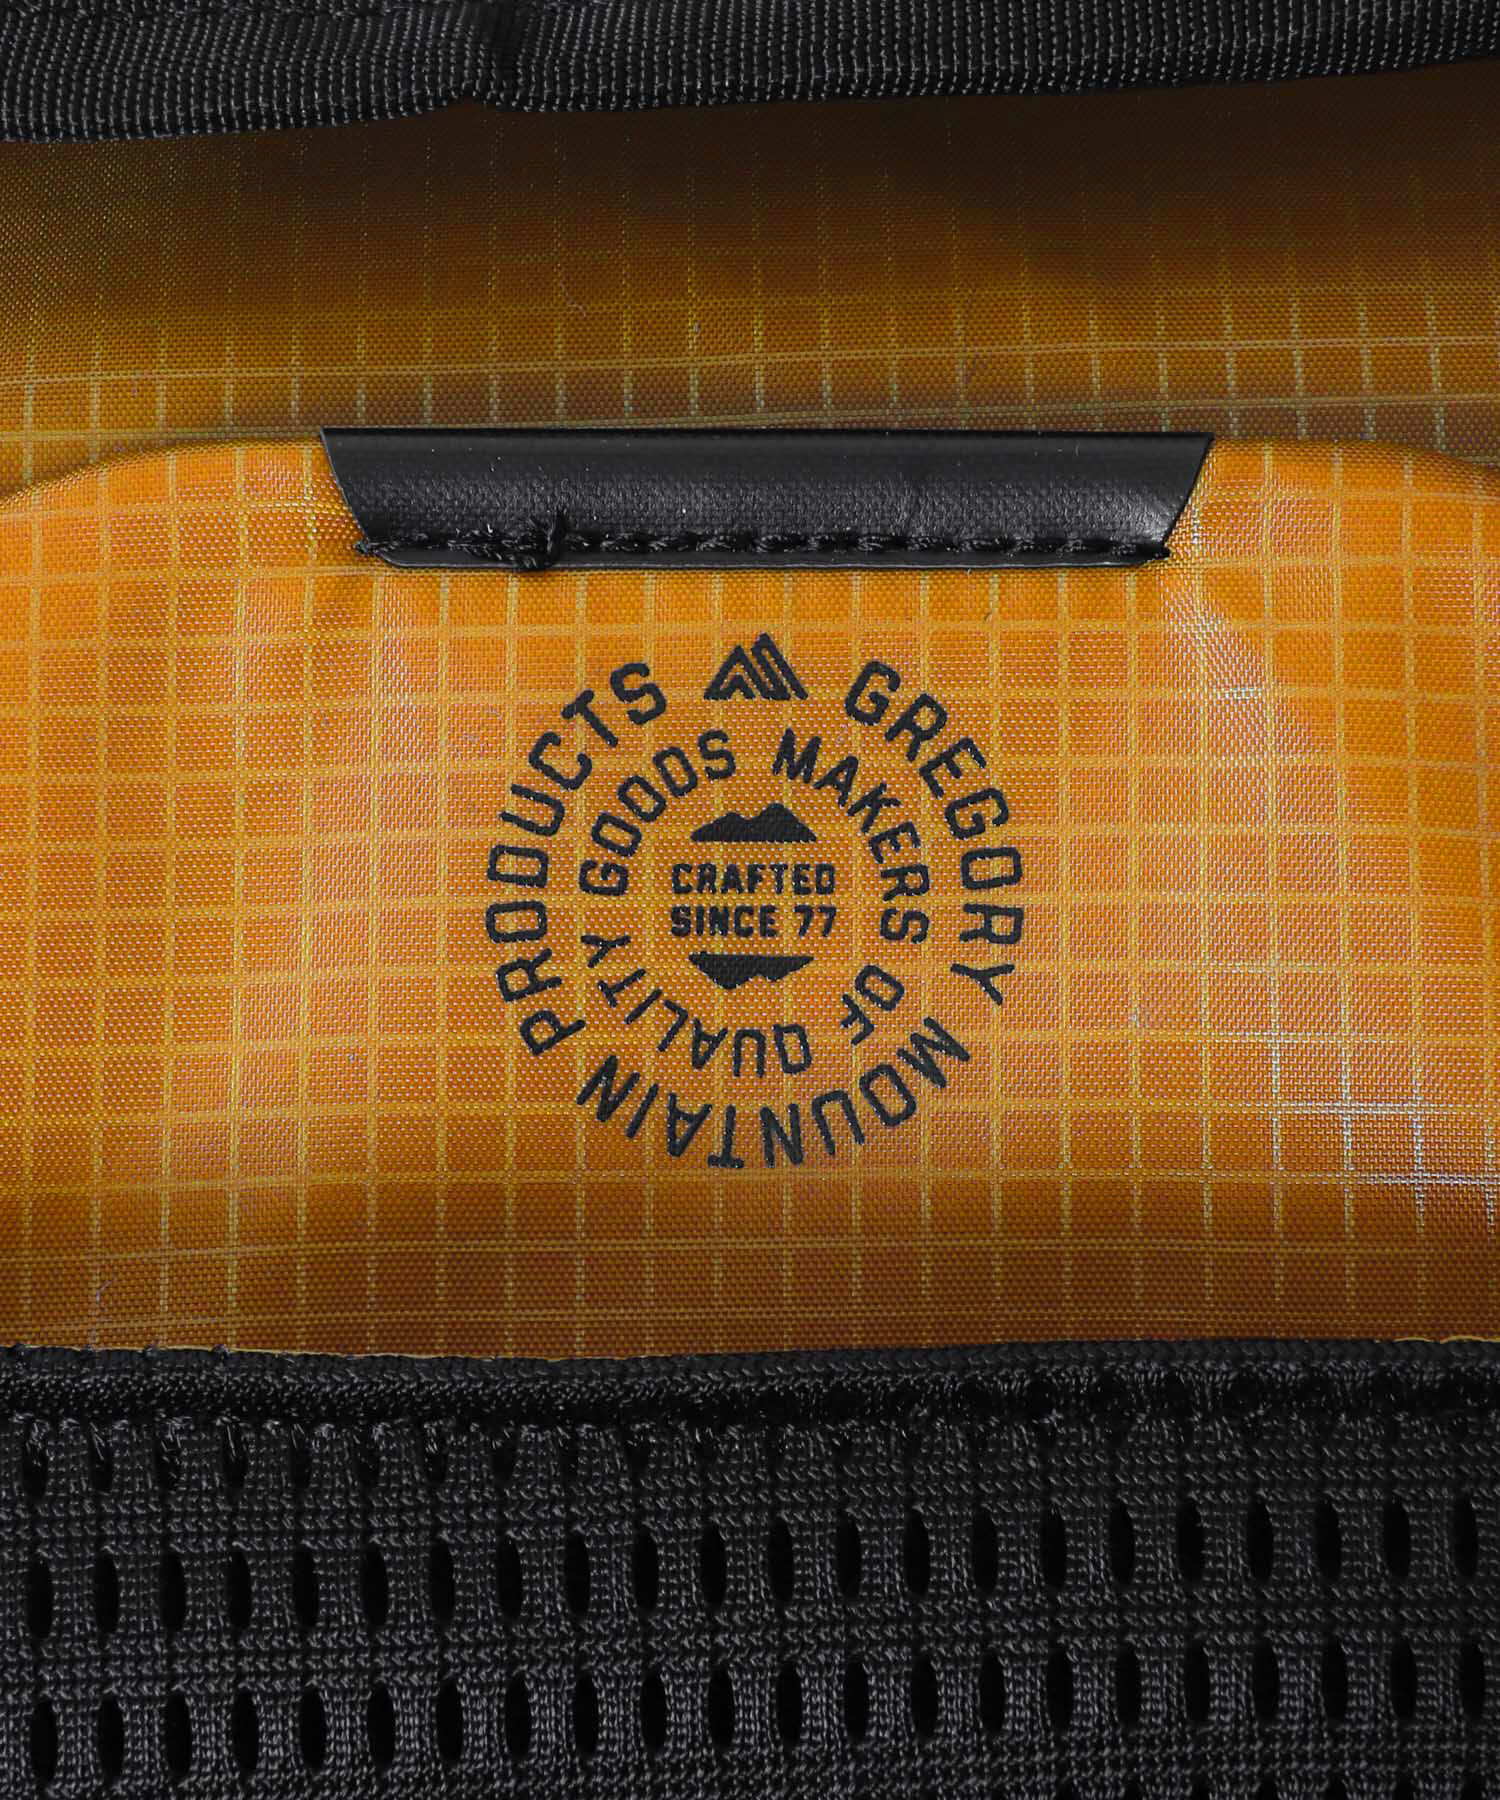 GREGORY MOUNTAIN PRODUCTS
MAKERS OF QUALITY GOODS
CRAFTED
SINCE 77